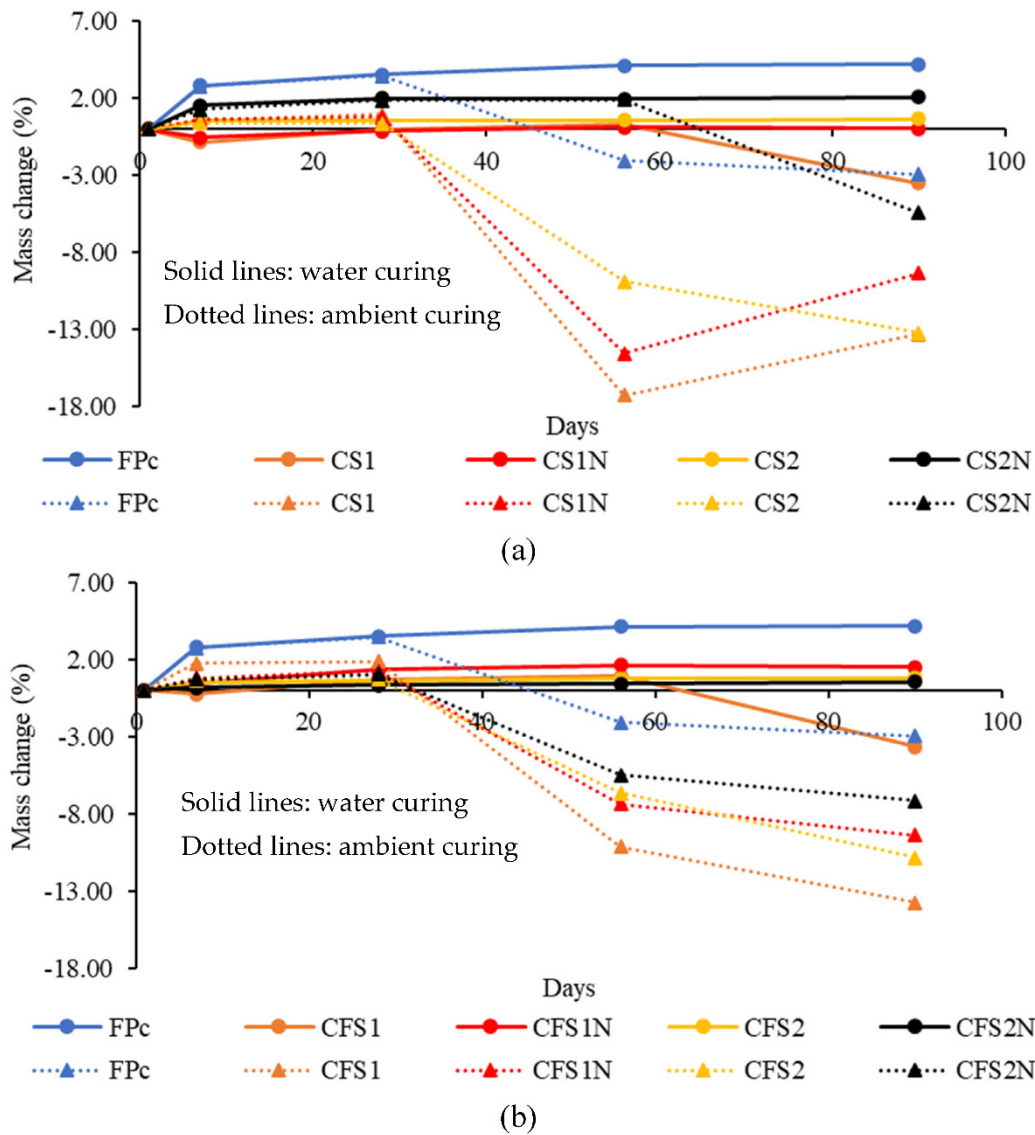 7.00
2.00
-3.00
-8.00
-13.00
-18.00
Mass change (%)
0 20 40 60 80 100
Solid lines: water curing
Dotted lines: ambient curing
Days
FPc CS1 CS1N CS2 CS2N
FPc CS1 CS1N CS2 CS2N
(a)
7.00
2.00
-3.00
-8.00
-13.00
-18.00
Mass change (%)
0 20 40 60 80 100
Solid lines: water curing
Dotted lines: ambient curing
Days
FPc CFS1 CFS1N CFS2 CFS2N
FPc CFS1 CFS1N CFS2 CFS2N
(b)